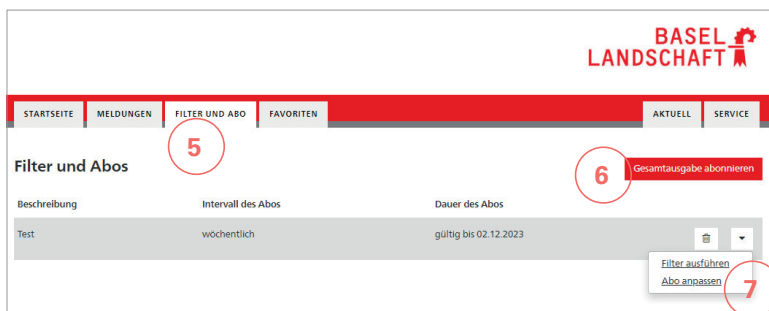 BASEL
LANDSCHAFT
STARTSEITE MELDUNGEN FILTER UND ABO FAVORITEN AKTUELL SERVICE
5
Filter und Abos
6
Gesamtausgabe abonnieren
Beschreibung Intervall des Abos Dauer des Abos
Test wöchentlich gültig bis 02.12.2023
Filter ausführen
Abo anpassen
7